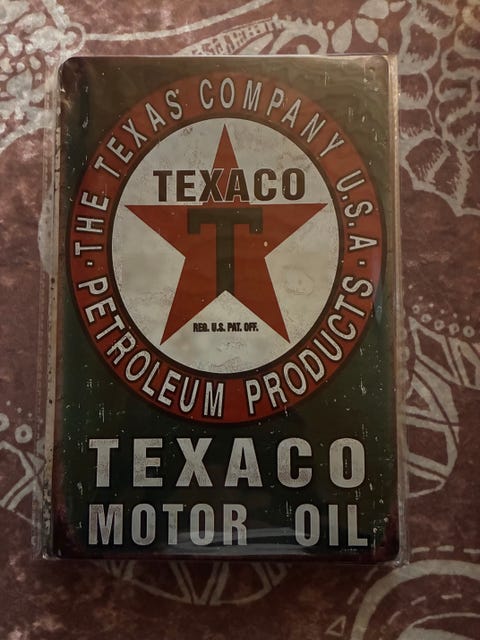 THE TEXAS COMPANY U.S.A.
TEXACO
T
REG. U.S. PAT. OFF.
PETROLEUM PRODUCTS
TEXACO
MOTOR OIL